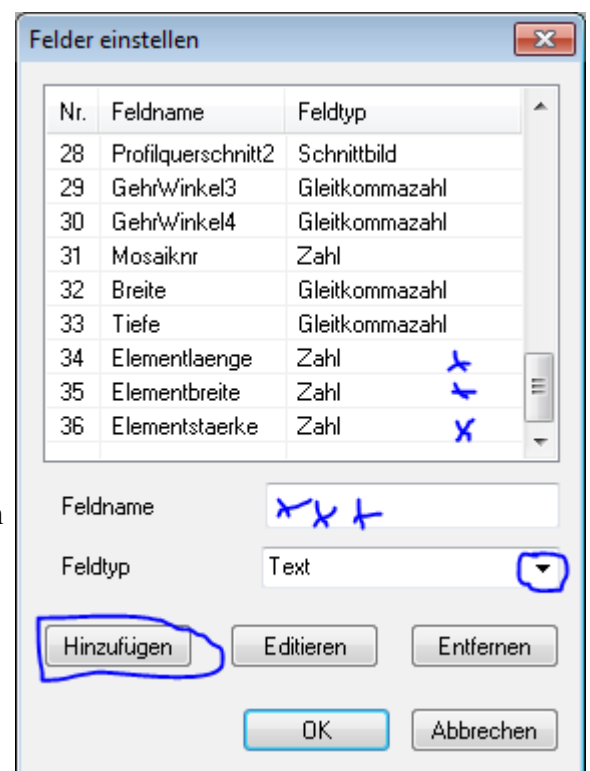 Felder einstellen
Nr. Feldname Feldtyp
28 Profilquerschnitt2 Schnittbild
29 GehrWinkel3 Gleitkommazahl
30 GehrWinkel4 Gleitkommazahl
31 Mosaiknr Zahl
32 Breite Gleitkommazahl
33 Tiefe Gleitkommazahl
34 Elementlaenge Zahl x
35 Elementbreite Zahl x
36 Elementstaerke Zahl x
n
Feldname x x x
Feldtyp Text
Hinzufügen Editieren Entfernen
OK Abbrechen